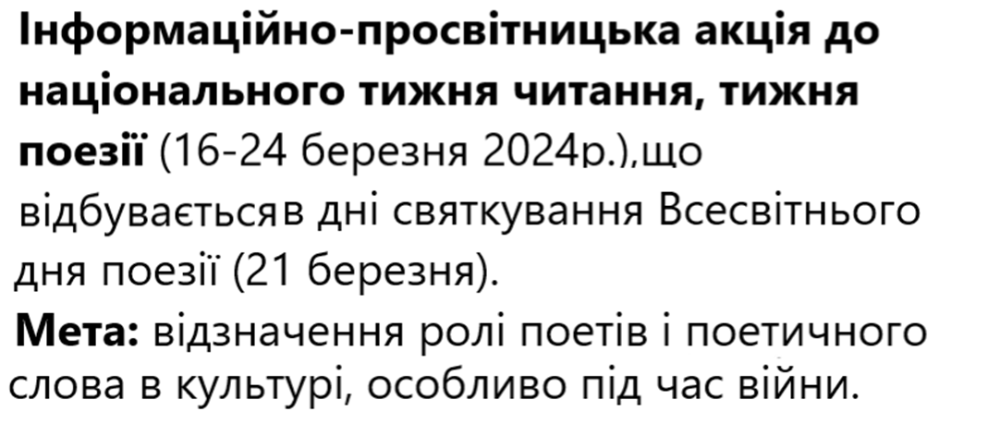 Інформаційно-просвітницька акція до
національного тижня читання, тижня
поезії (16-24 березня 2024р.),що
відбувається в дні святкування Всесвітнього
дня поезії (21 березня).
Мета: відзначення ролі поетів і поетичного
слова в культурі, особливо під час війни.